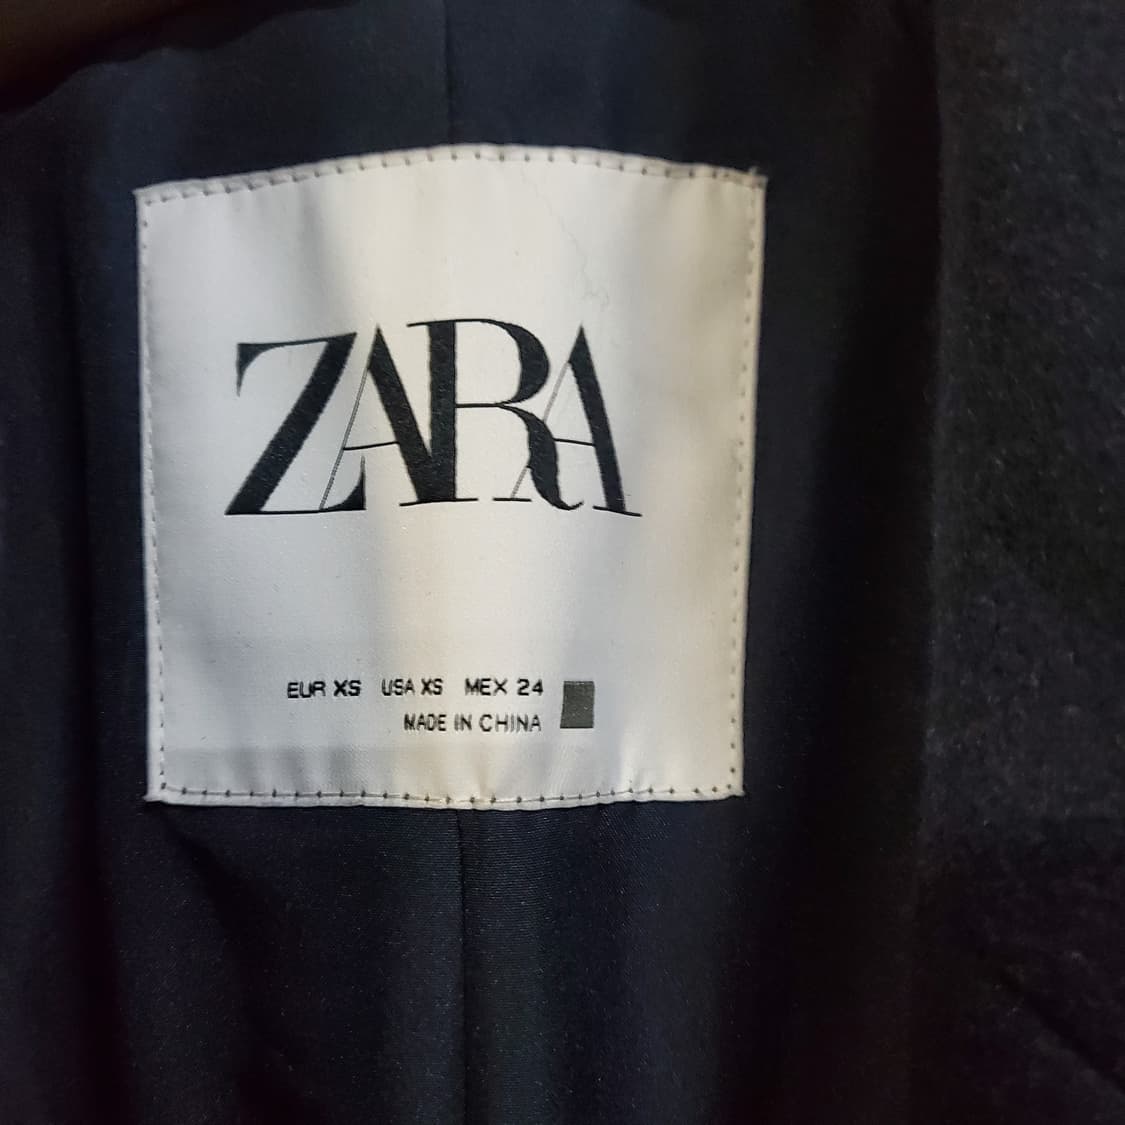 ZARA
EUR XS USA XS MEX 24
MADE IN CHINA